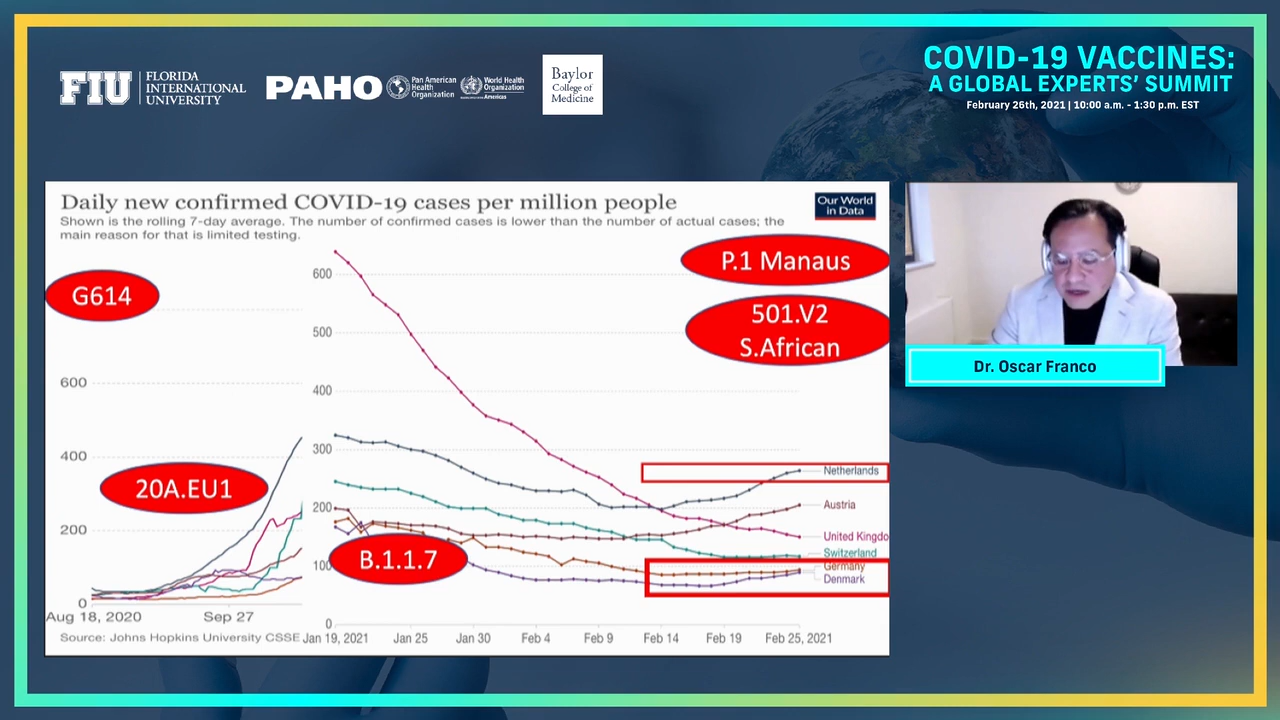 FIU
FLORIDA
INTERNATIONAL
UNIVERSITY
PAHO
Pan American
Health
Organization
World Health
Organization
Americas
Baylor
College of
Medicine
COVID-19 VACCINES:
A GLOBAL EXPERTS' SUMMIT
February 26th, 2021 | 10:00 a.m. - 1:30 p.m. EST
Daily new confirmed COVID-19 cases per million people
Shown is the rolling 7-day average. The number of confirmed cases is lower than the number of actual cases; the
main reason for that is limited testing.
Our World
in Data
G614
20A.EU1
B.1.1.7
P.1 Manaus
501.V2
S.African
600
400
200
0
Aug 18, 2020 Sep 27
600
500
400
300
200
100
0
Netherlands
Austria
United Kingdo
Switzerland
Germany
Denmark
Source: Johns Hopkins University CSSE
Jan 19, 2021 Jan 25 Jan 30 Feb 4 Feb 9 Feb 14 Feb 19 Feb 25, 2021
Dr. Oscar Franco